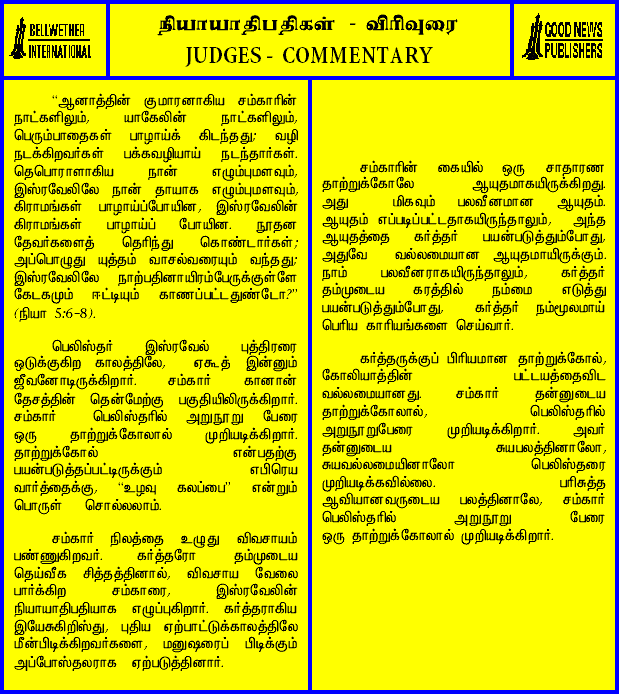 BELLWETHER
INTERNATIONAL
நியாயாதிபதிகள் - விரிவுரை
JUDGES - COMMENTARY
GOOD NEWS
PUBLISHERS
“ஆனாத்தின் குமாரனாகிய சம்காரின்
நாட்களிலும், யாகேலின் நாட்களிலும்,
பெரும்பாதைகள் பாழாய்க் கிடந்தது; வழி
நடக்கிறவர்கள் பக்கவழியாய் நடந்தார்கள்.
தெபொராளாகிய நான் எழும்புமளவும்,
இஸ்ரவேலிலே நான் தாயாக எழும்புமளவும்,
கிராமங்கள் பாழாய்ப்போயின, இஸ்ரவேலின்
கிராமங்கள் பாழாய்ப் போயின. நூதன
தேவர்களைத் தெரிந்து கொண்டார்கள்;
அப்பொழுது யுத்தம் வாசல்வரையும் வந்தது;
இஸ்ரவேலிலே நாற்பதினாயிரம்பேருக்குள்ளே
கேடகமும் ஈட்டியும் காணப்பட்டதுண்டோ?”
(நியா 5:6-8).
பெலிஸ்தர் இஸ்ரவேல் புத்திரரை
ஒடுக்குகிற காலத்திலே, ஏகூத் இன்னும்
ஜீவனோடிருக்கிறார். சம்கார் கானான்
தேசத்தின் தென்மேற்கு பகுதியிலிருக்கிறார்.
சம்கார் பெலிஸ்தரில் அறுநூறு பேரை
ஒரு தாற்றுக்கோலால் முறியடிக்கிறார்.
தாற்றுக்கோல் என்பதற்கு
பயன்படுத்தப்பட்டிருக்கும் எபிரெய
வார்த்தைக்கு, “உழவு கலப்பை” என்றும்
பொருள் சொல்லலாம்.
சம்கார் நிலத்தை உழுது விவசாயம்
பண்ணுகிறவர். கர்த்தரோ தம்முடைய
தெய்வீக சித்தத்தினால், விவசாய வேலை
பார்க்கிற சம்காரை, இஸ்ரவேலின்
நியாயாதிபதியாக எழுப்புகிறார். கர்த்தராகிய
இயேசுகிறிஸ்து, புதிய ஏற்பாட்டுக்காலத்திலே
மீன்பிடிக்கிறவர்களை, மனுஷரைப் பிடிக்கும்
அப்போஸ்தலராக ஏற்படுத்தினார்.
சம்காரின் கையில் ஒரு சாதாரண
தாற்றுக்கோலே ஆயுதமாகயிருக்கிறது.
அது மிகவும் பலவீனமான ஆயுதம்.
ஆயுதம் எப்படிப்பட்டதாகயிருந்தாலும், அந்த
ஆயுதத்தை கர்த்தர் பயன்படுத்தும்போது,
அதுவே வல்லமையான ஆயுதமாயிருக்கும்.
நாம் பலவீனராகயிருந்தாலும், கர்த்தர்
தம்முடைய கரத்தில் நம்மை எடுத்து
பயன்படுத்தும்போது, கர்த்தர் நம்மூலமாய்
பெரிய காரியங்களை செய்வார்.
கர்த்தருக்குப் பிரியமான தாற்றுக்கோல்,
கோலியாத்தின் பட்டயத்தைவிட
வல்லமையானது. சம்கார் தன்னுடைய
தாற்றுக்கோலால், பெலிஸ்தரில்
அறுநூறுபேரை முறியடிக்கிறார். அவர்
தன்னுடைய சுயபலத்தினாலோ,
சுயவல்லமையினாலோ பெலிஸ்தரை
முறியடிக்கவில்லை. பரிசுத்த
ஆவியானவருடைய பலத்தினாலே, சம்கார்
பெலிஸ்தரில் அறுநூறு பேரை
ஒரு தாற்றுக்கோலால் முறியடிக்கிறார்.